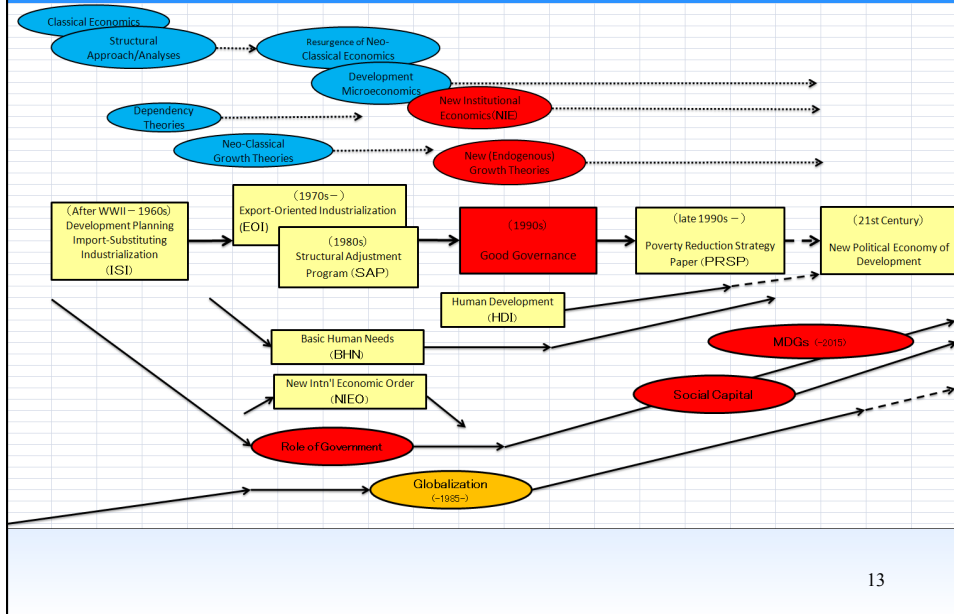 Classical Economics
Structural
Approach/Analyses
Resurgence of Neo-
Classical Economics
Development
Microeconomics
New Institutional
Economics(NIE)
Dependency
Theories
Neo-Classical
Growth Theories
New (Endogenous)
Growth Theories
(After WWII－1960s)
Development Planning
Import-Substituting
Industrialization
(ISI)
(1970s－)
Export-Oriented Industrialization
(EOI)
(1980s)
Structural Adjustment
Program (SAP)
(1990s)
Good Governance
(late 1990s－)
Poverty Reduction Strategy
Paper (PRSP)
(21st Century)
New Political Economy of
Development
Human Development
(HDI)
Basic Human Needs
(BHN)
New Intn'l Economic Order
(NIEO)
MDGs (-2015)
Social Capital
Role of Government
Globalization
(-1985-)
13